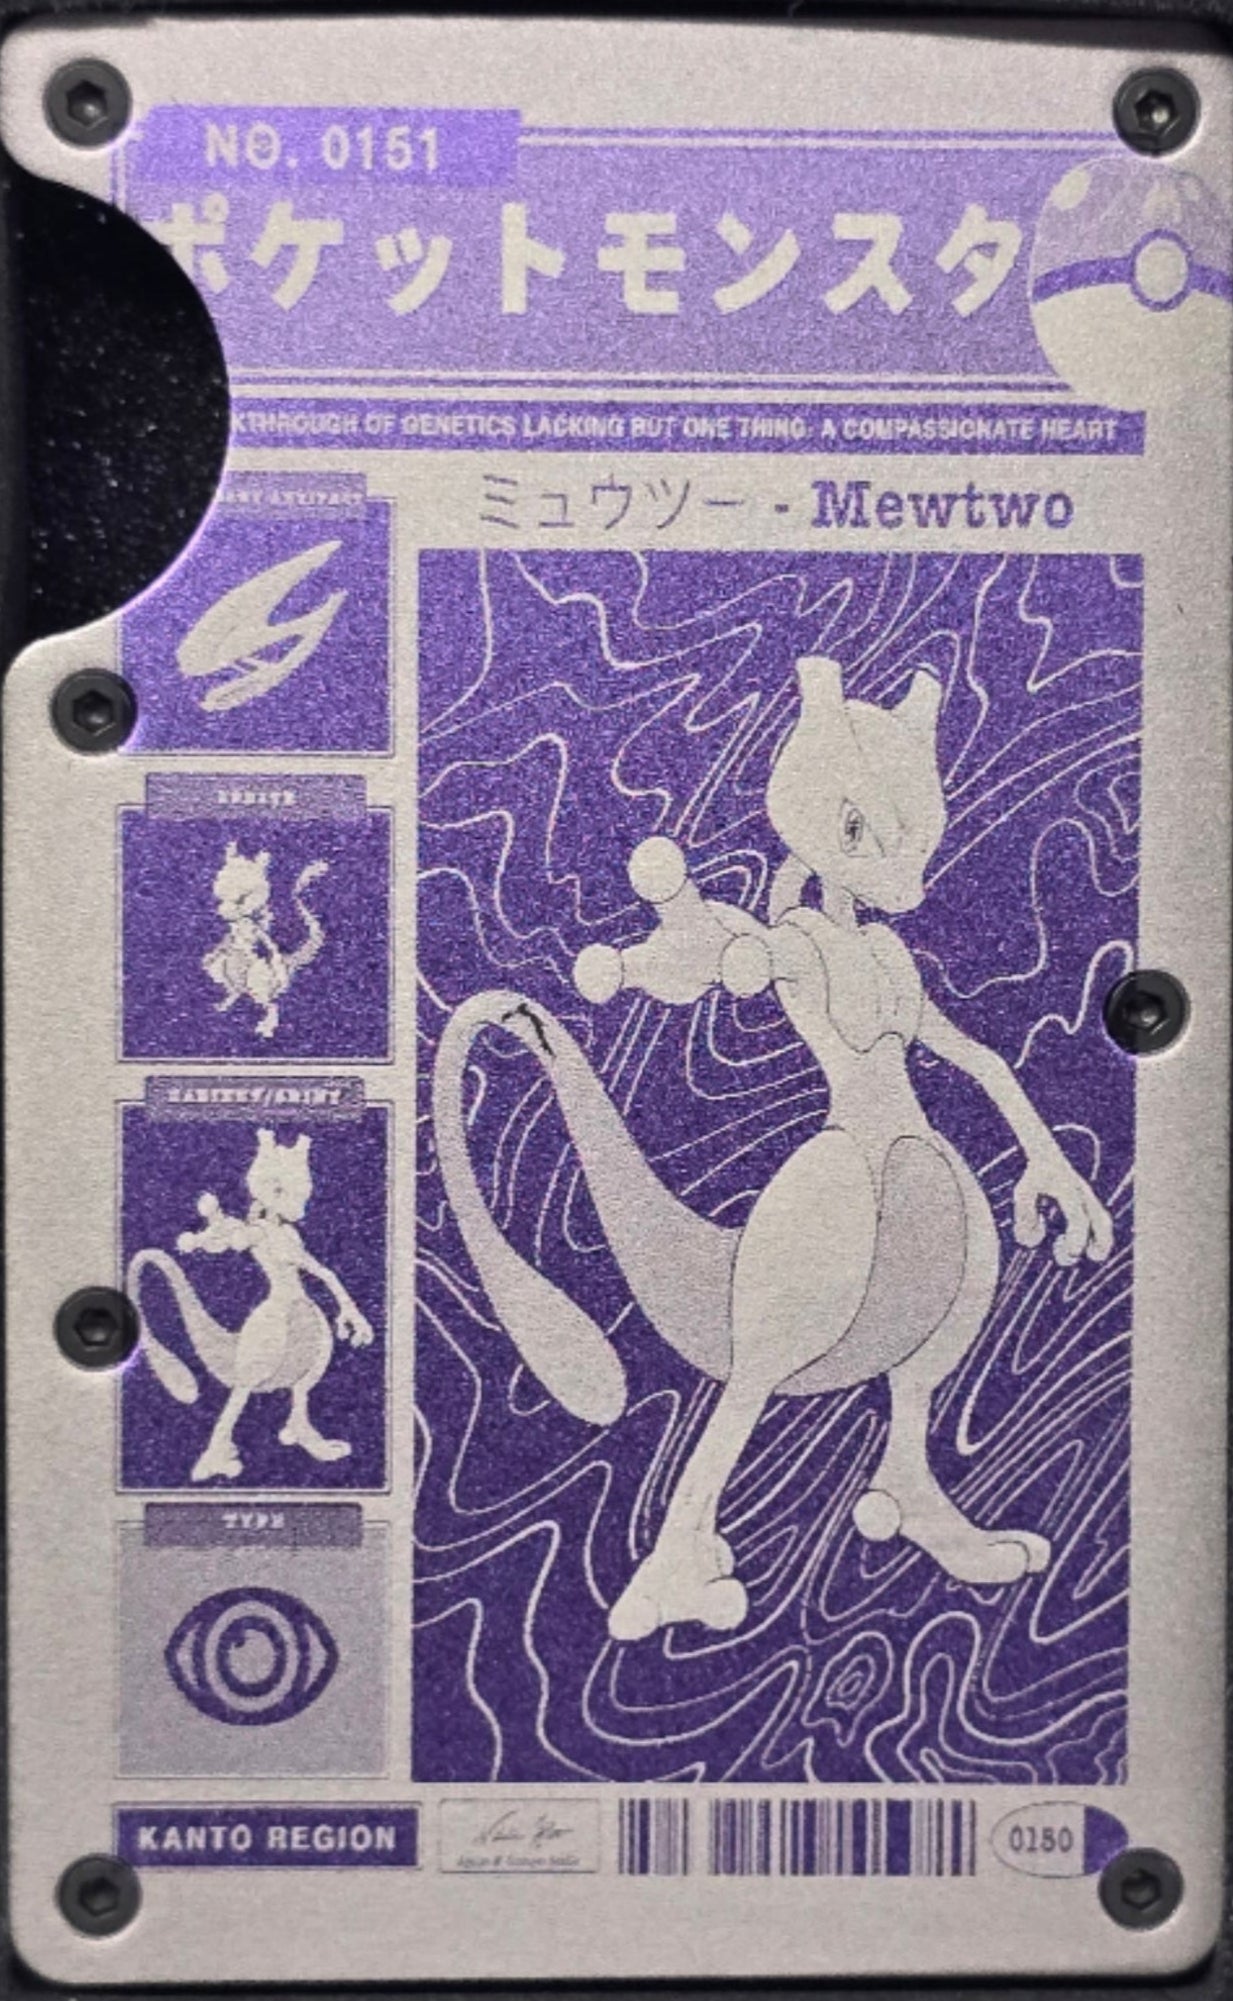 NO. 0151
ポケットモンスタ
KTHROUGH OF GENETICS LACKING BUT ONE THING: A COMPASSIONATE HEART
ミュウツー - Mewtwo
SPRITE
TYPE
KANTO REGION
0150